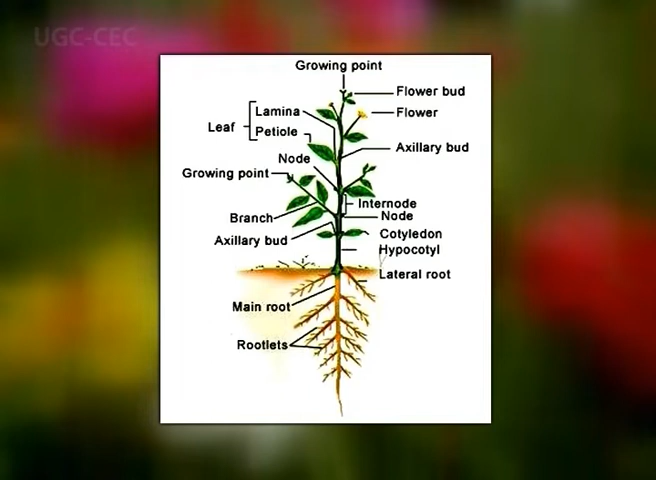 UGC-CEC
Growing point
Flower bud
Lamina
Flower
Leaf
Petiole
Axillary bud
Node
Growing point
Internode
Branch
Node
Cotyledon
Axillary bud
Hypocotyl
Lateral root
Main root
Rootlets